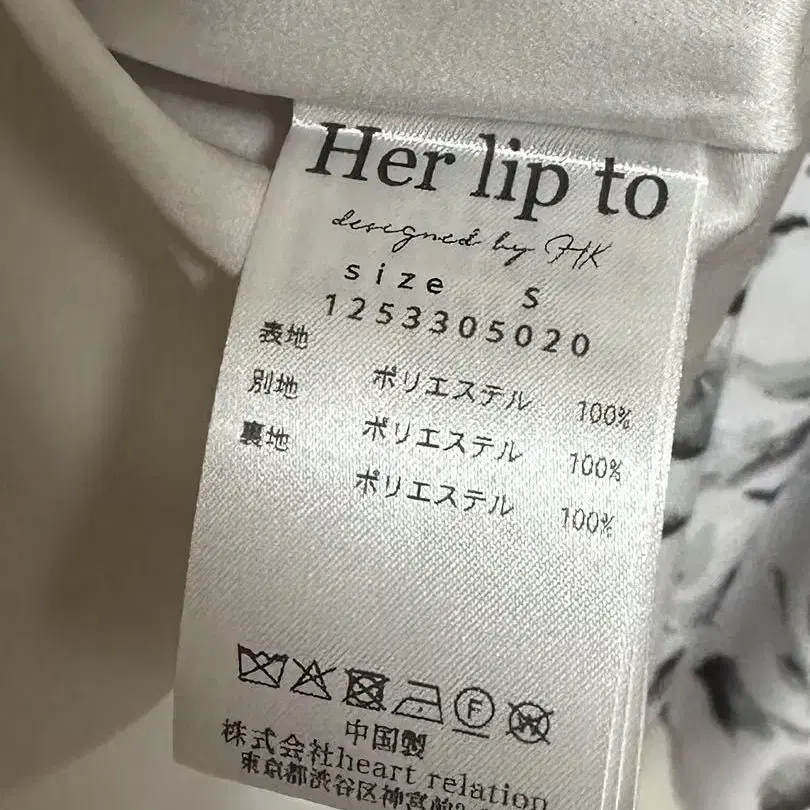 Her lip to
designed by HK
size S
1253305020
表地 ポリエステル 100%
別地 ポリエステル 100%
裏地 ポリエステル 100%
F
W
中国製
株式会社heart relation
東京都渋谷区神宮前